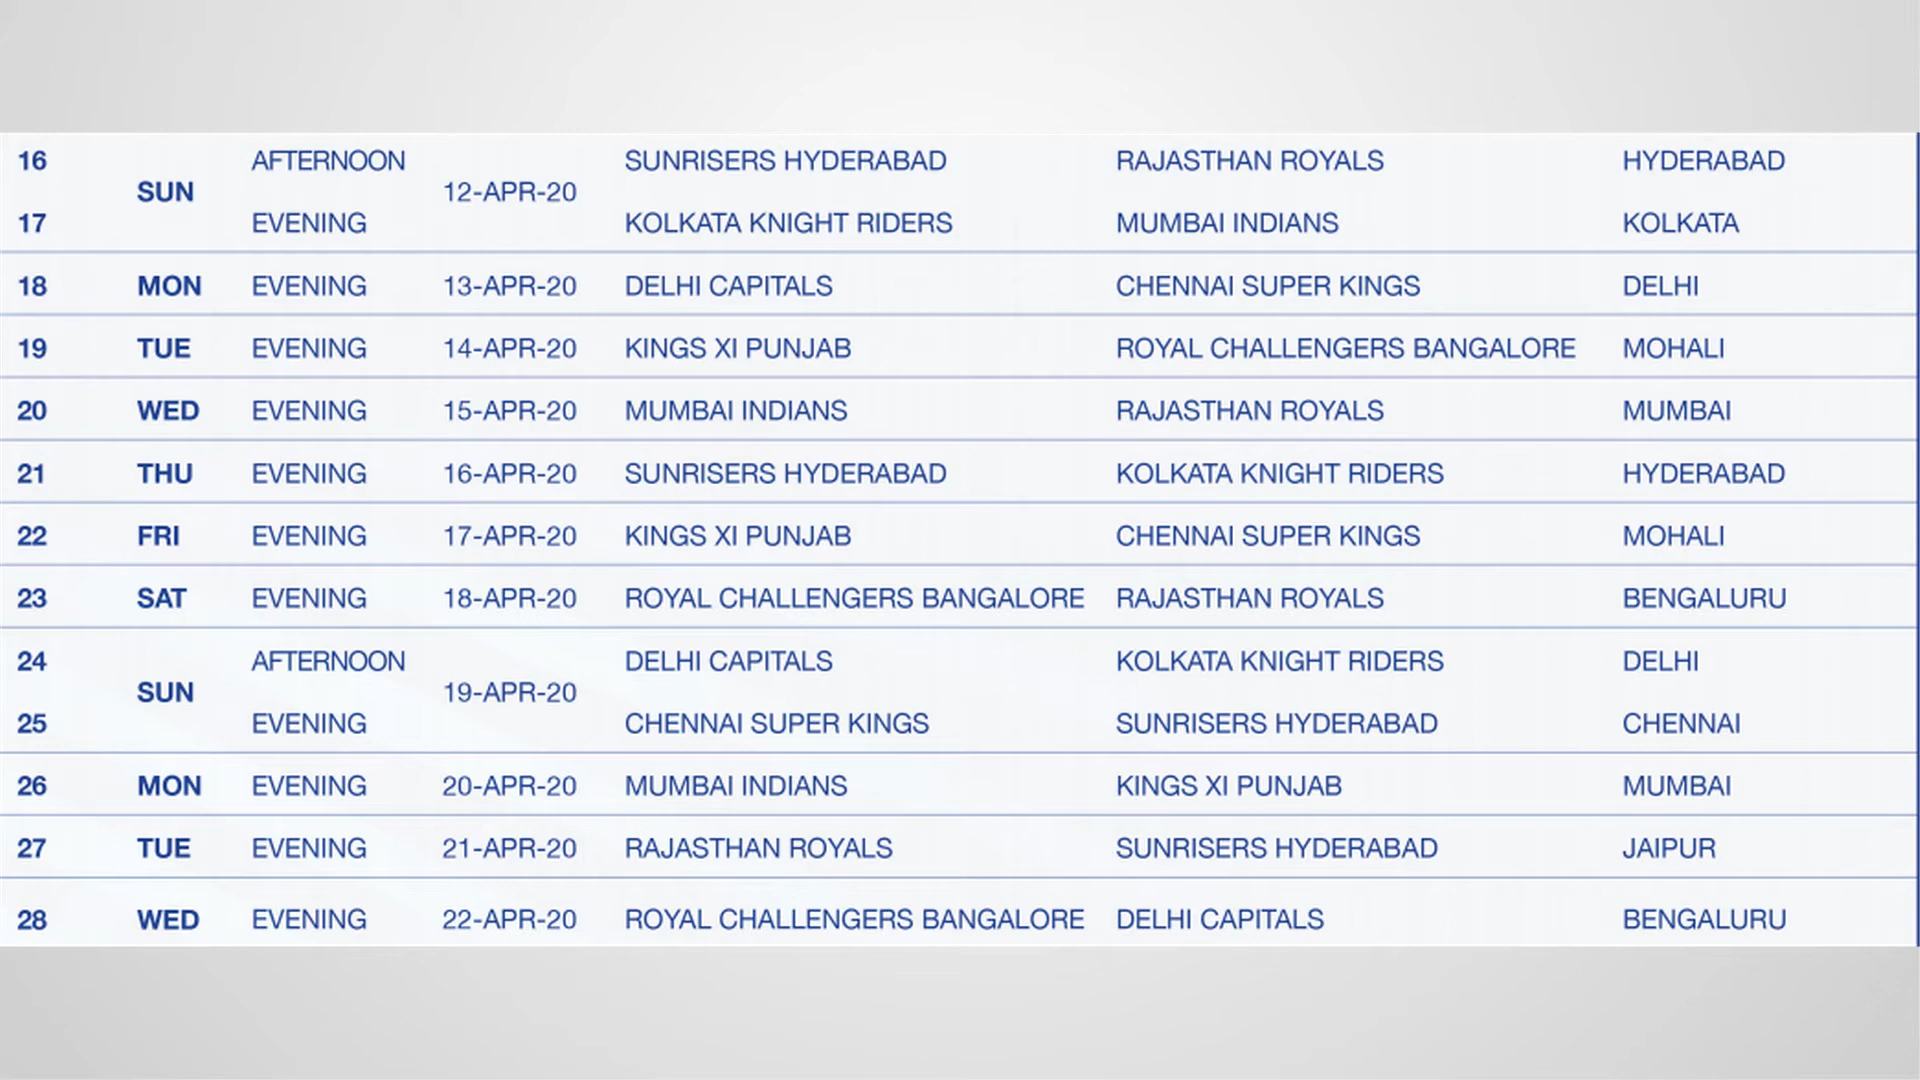 16 AFTERNOON SUNRISERS HYDERABAD RAJASTHAN ROYALS HYDERABAD
SUN 12-APR-20
17 EVENING KOLKATA KNIGHT RIDERS MUMBAI INDIANS KOLKATA
18 MON EVENING 13-APR-20 DELHI CAPITALS CHENNAI SUPER KINGS DELHI
19 TUE EVENING 14-APR-20 KINGS XI PUNJAB ROYAL CHALLENGERS BANGALORE MOHALI
20 WED EVENING 15-APR-20 MUMBAI INDIANS RAJASTHAN ROYALS MUMBAI
21 THU EVENING 16-APR-20 SUNRISERS HYDERABAD KOLKATA KNIGHT RIDERS HYDERABAD
22 FRI EVENING 17-APR-20 KINGS XI PUNJAB CHENNAI SUPER KINGS MOHALI
23 SAT EVENING 18-APR-20 ROYAL CHALLENGERS BANGALORE RAJASTHAN ROYALS BENGALURU
24 AFTERNOON DELHI CAPITALS KOLKATA KNIGHT RIDERS DELHI
SUN 19-APR-20
25 EVENING CHENNAI SUPER KINGS SUNRISERS HYDERABAD CHENNAI
26 MON EVENING 20-APR-20 MUMBAI INDIANS KINGS XI PUNJAB MUMBAI
27 TUE EVENING 21-APR-20 RAJASTHAN ROYALS SUNRISERS HYDERABAD JAIPUR
28 WED EVENING 22-APR-20 ROYAL CHALLENGERS BANGALORE DELHI CAPITALS BENGALURU